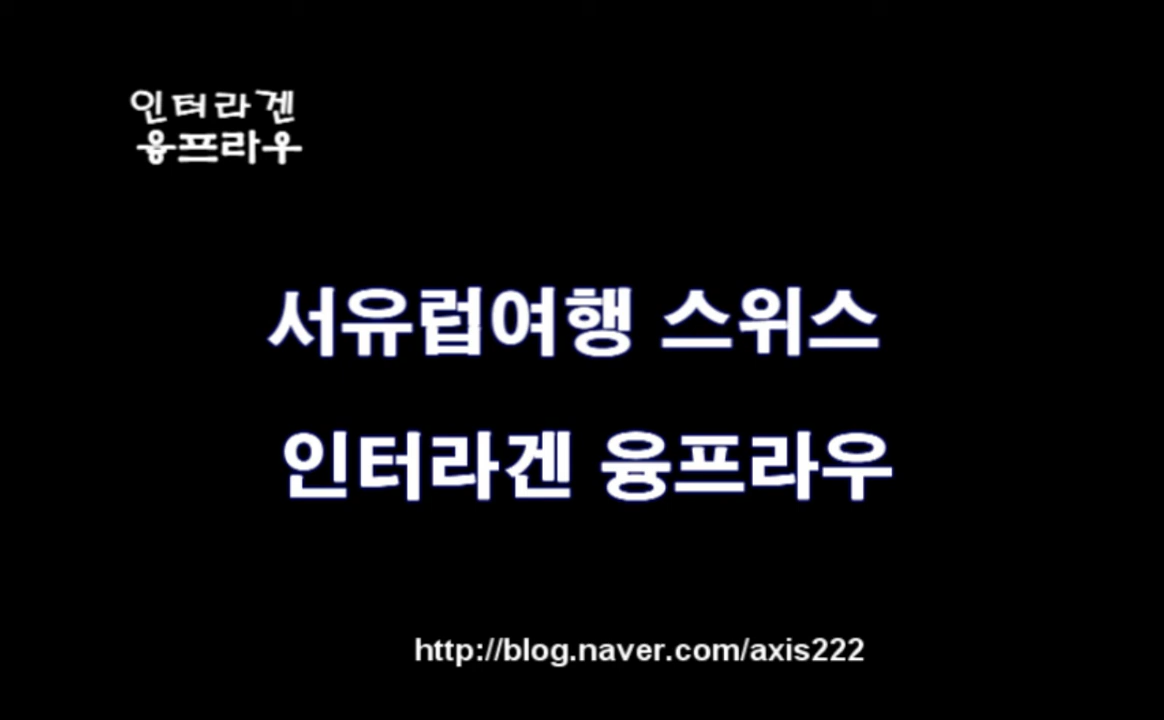 인터라겐
융프라우
서유럽여행 스위스
인터라겐 융프라우
http://blog.naver.com/axis222